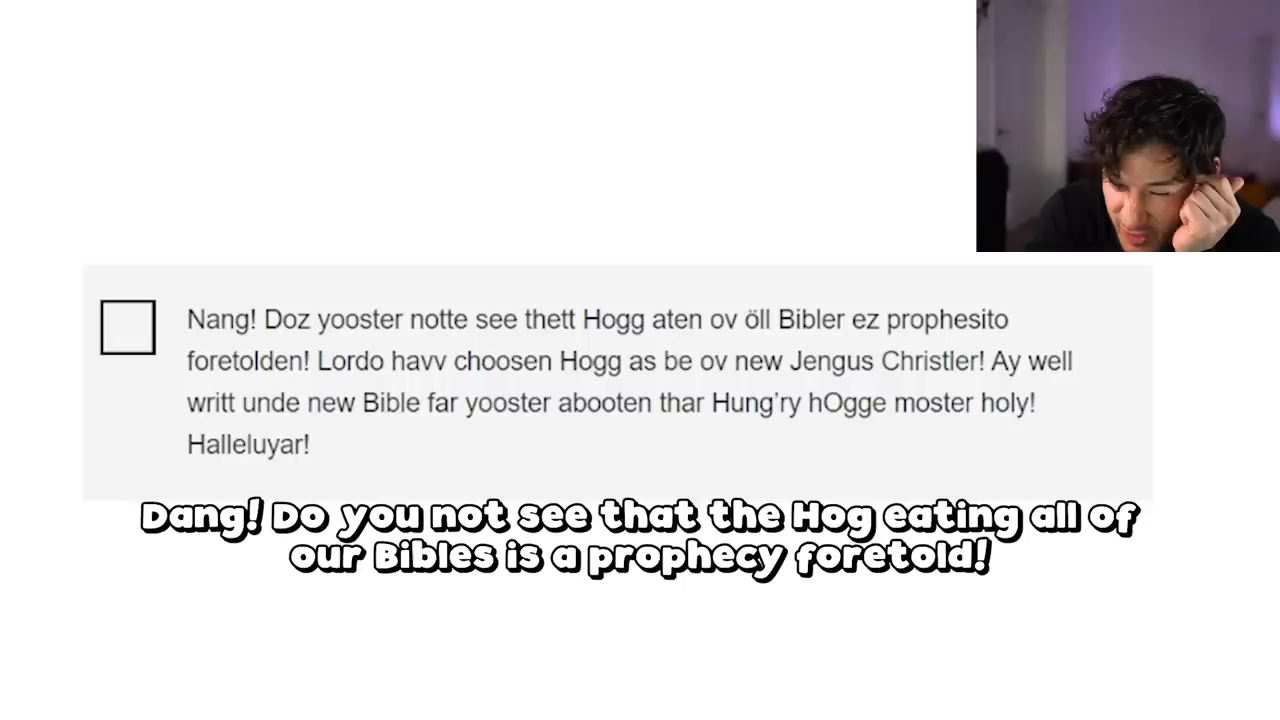 Nang! Doz yooster notte see thett Hogg aten ov öll Bibler ez prophesito
foretolden! Lordo havv choosen Hogg as be ov new Jengus Christler! Ay well
writt unde new Bible far yooster abooten thar Hung'ry hOgge moster holy!
Halleluyar!
Dang! Do you not see that the Hog eating all of
our Bibles is a prophecy foretold!